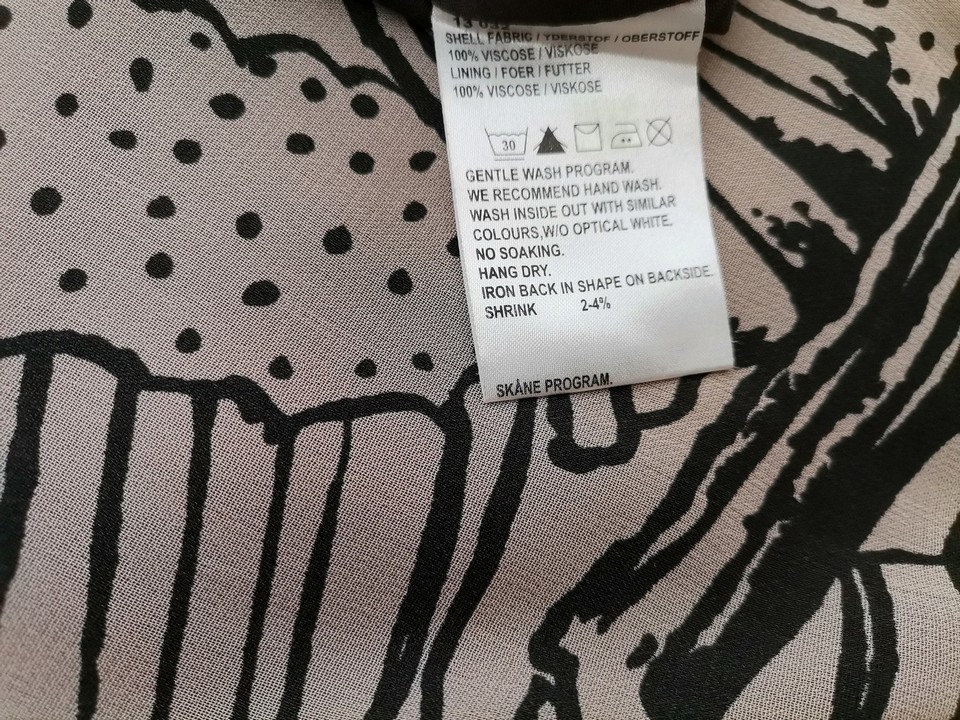 13 032
SHELL FABRIC / YDERSTOF / OBERSTOFF
100% VISCOSE / VISKOSE
LINING / FOER / FUTTER
100% VISCOSE / VISKOSE
30
GENTLE WASH PROGRAM.
WE RECOMMEND HAND WASH.
WASH INSIDE OUT WITH SIMILAR
COLOURS,W/O OPTICAL WHITE.
NO SOAKING.
HANG DRY.
IRON BACK IN SHAPE ON BACKSIDE.
SHRINK 2-4%
SKÅNE PROGRAM.